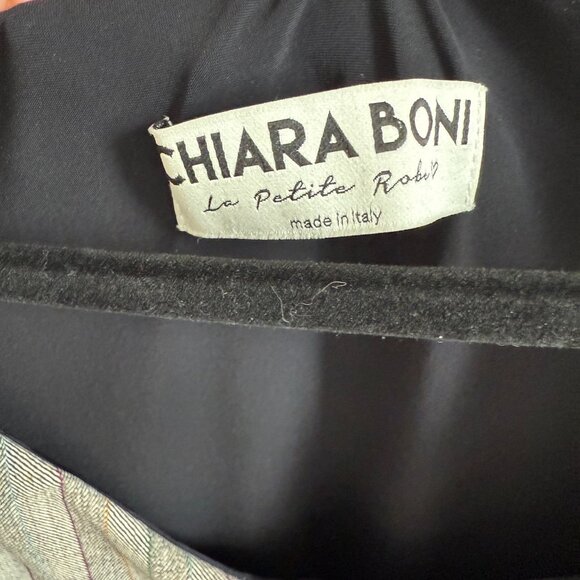 CHIARA BONI
La Petite Robe
made in Italy